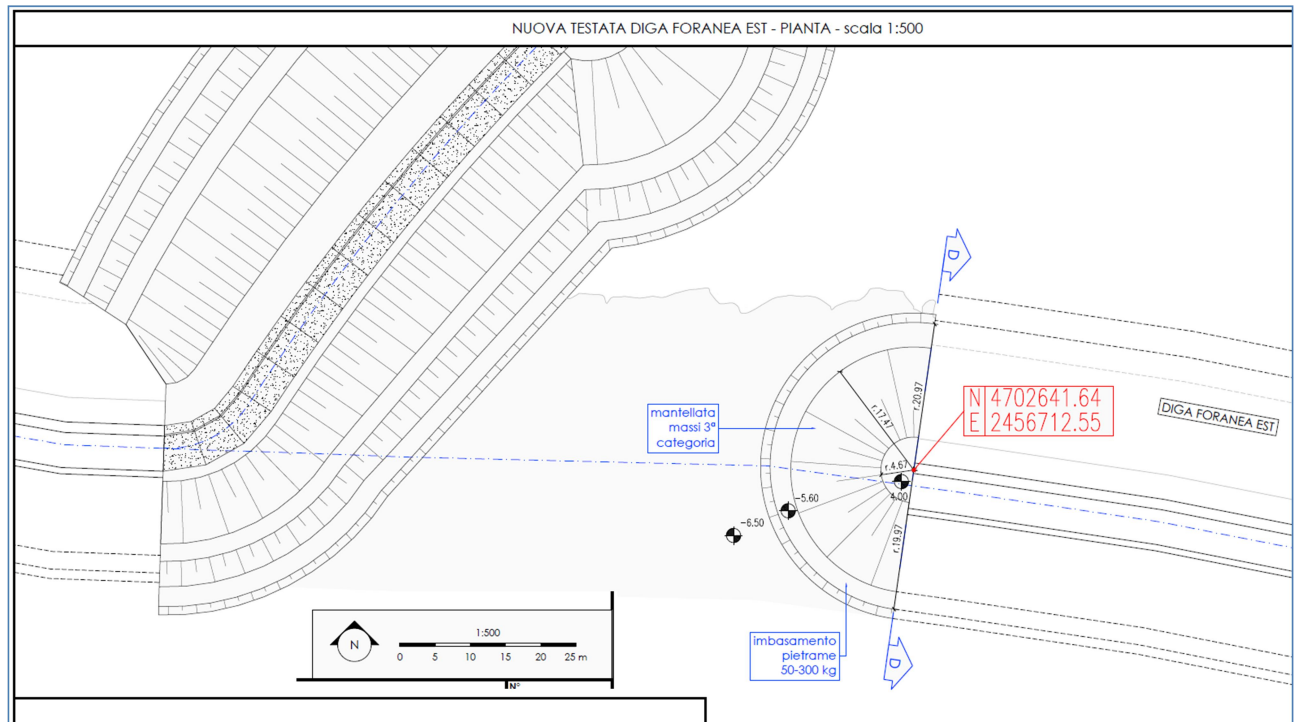 NUOVA TESTATA DIGA FORANEA EST - PIANTA - scala 1:500
D
N 4702641.64
E 2456712.55
DIGA FORANEA EST
mantellata
massi 3ª
categoria
r.17.47
r.20.97
r.4.67
4.00
-5.60
-6.50
r.19.97
imbasamento
pietrame
50-300 kg
D
N
1:500
0 5 10 15 20 25 m
N°